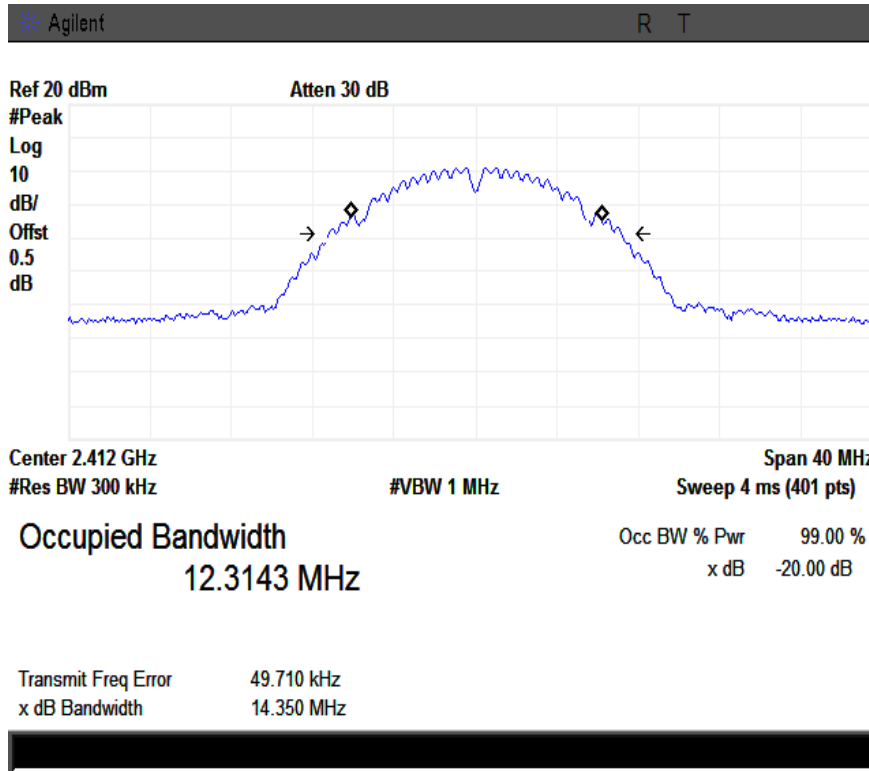 Agilent R T
Ref 20 dBm Atten 30 dB
#Peak
Log
10
dB/
Offst
0.5
dB
Center 2.412 GHz Span 40 MHz
#Res BW 300 kHz #VBW 1 MHz Sweep 4 ms (401 pts)
Occupied Bandwidth Occ BW % Pwr 99.00 %
12.3143 MHz x dB -20.00 dB
Transmit Freq Error 49.710 kHz
x dB Bandwidth 14.350 MHz